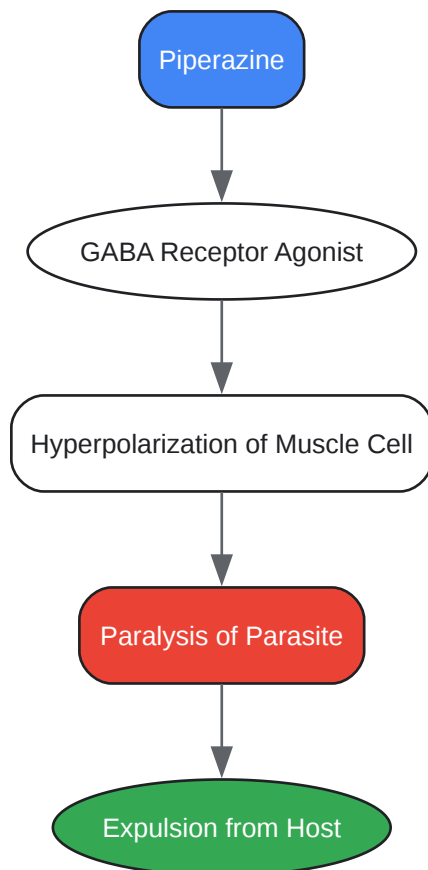 Piperazine
GABA Receptor Agonist
Hyperpolarization of Muscle Cell
Paralysis of Parasite
Expulsion from Host